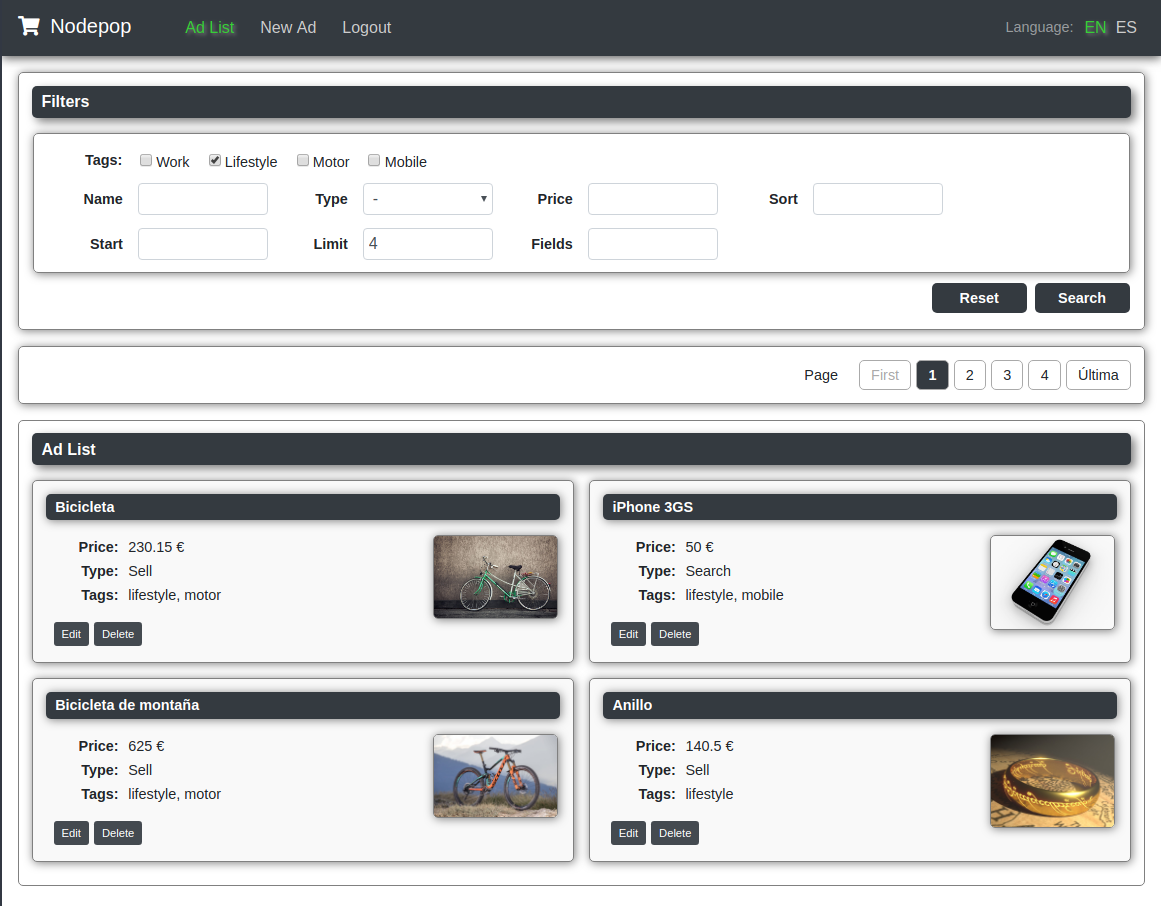 Nodepop Ad List New Ad Logout Language: EN ES
Filters
Tags: Work Lifestyle Motor Mobile
Name Type - Price Sort
Start Limit 4 Fields
Reset Search
Page First 1 2 3 4 Última
Ad List
Bicicleta
Price: 230.15 €
Type: Sell
Tags: lifestyle, motor
Edit Delete
iPhone 3GS
Price: 50 €
Type: Search
Tags: lifestyle, mobile
Edit Delete
Bicicleta de montaña
Price: 625 €
Type: Sell
Tags: lifestyle, motor
Edit Delete
Anillo
Price: 140.5 €
Type: Sell
Tags: lifestyle
Edit Delete